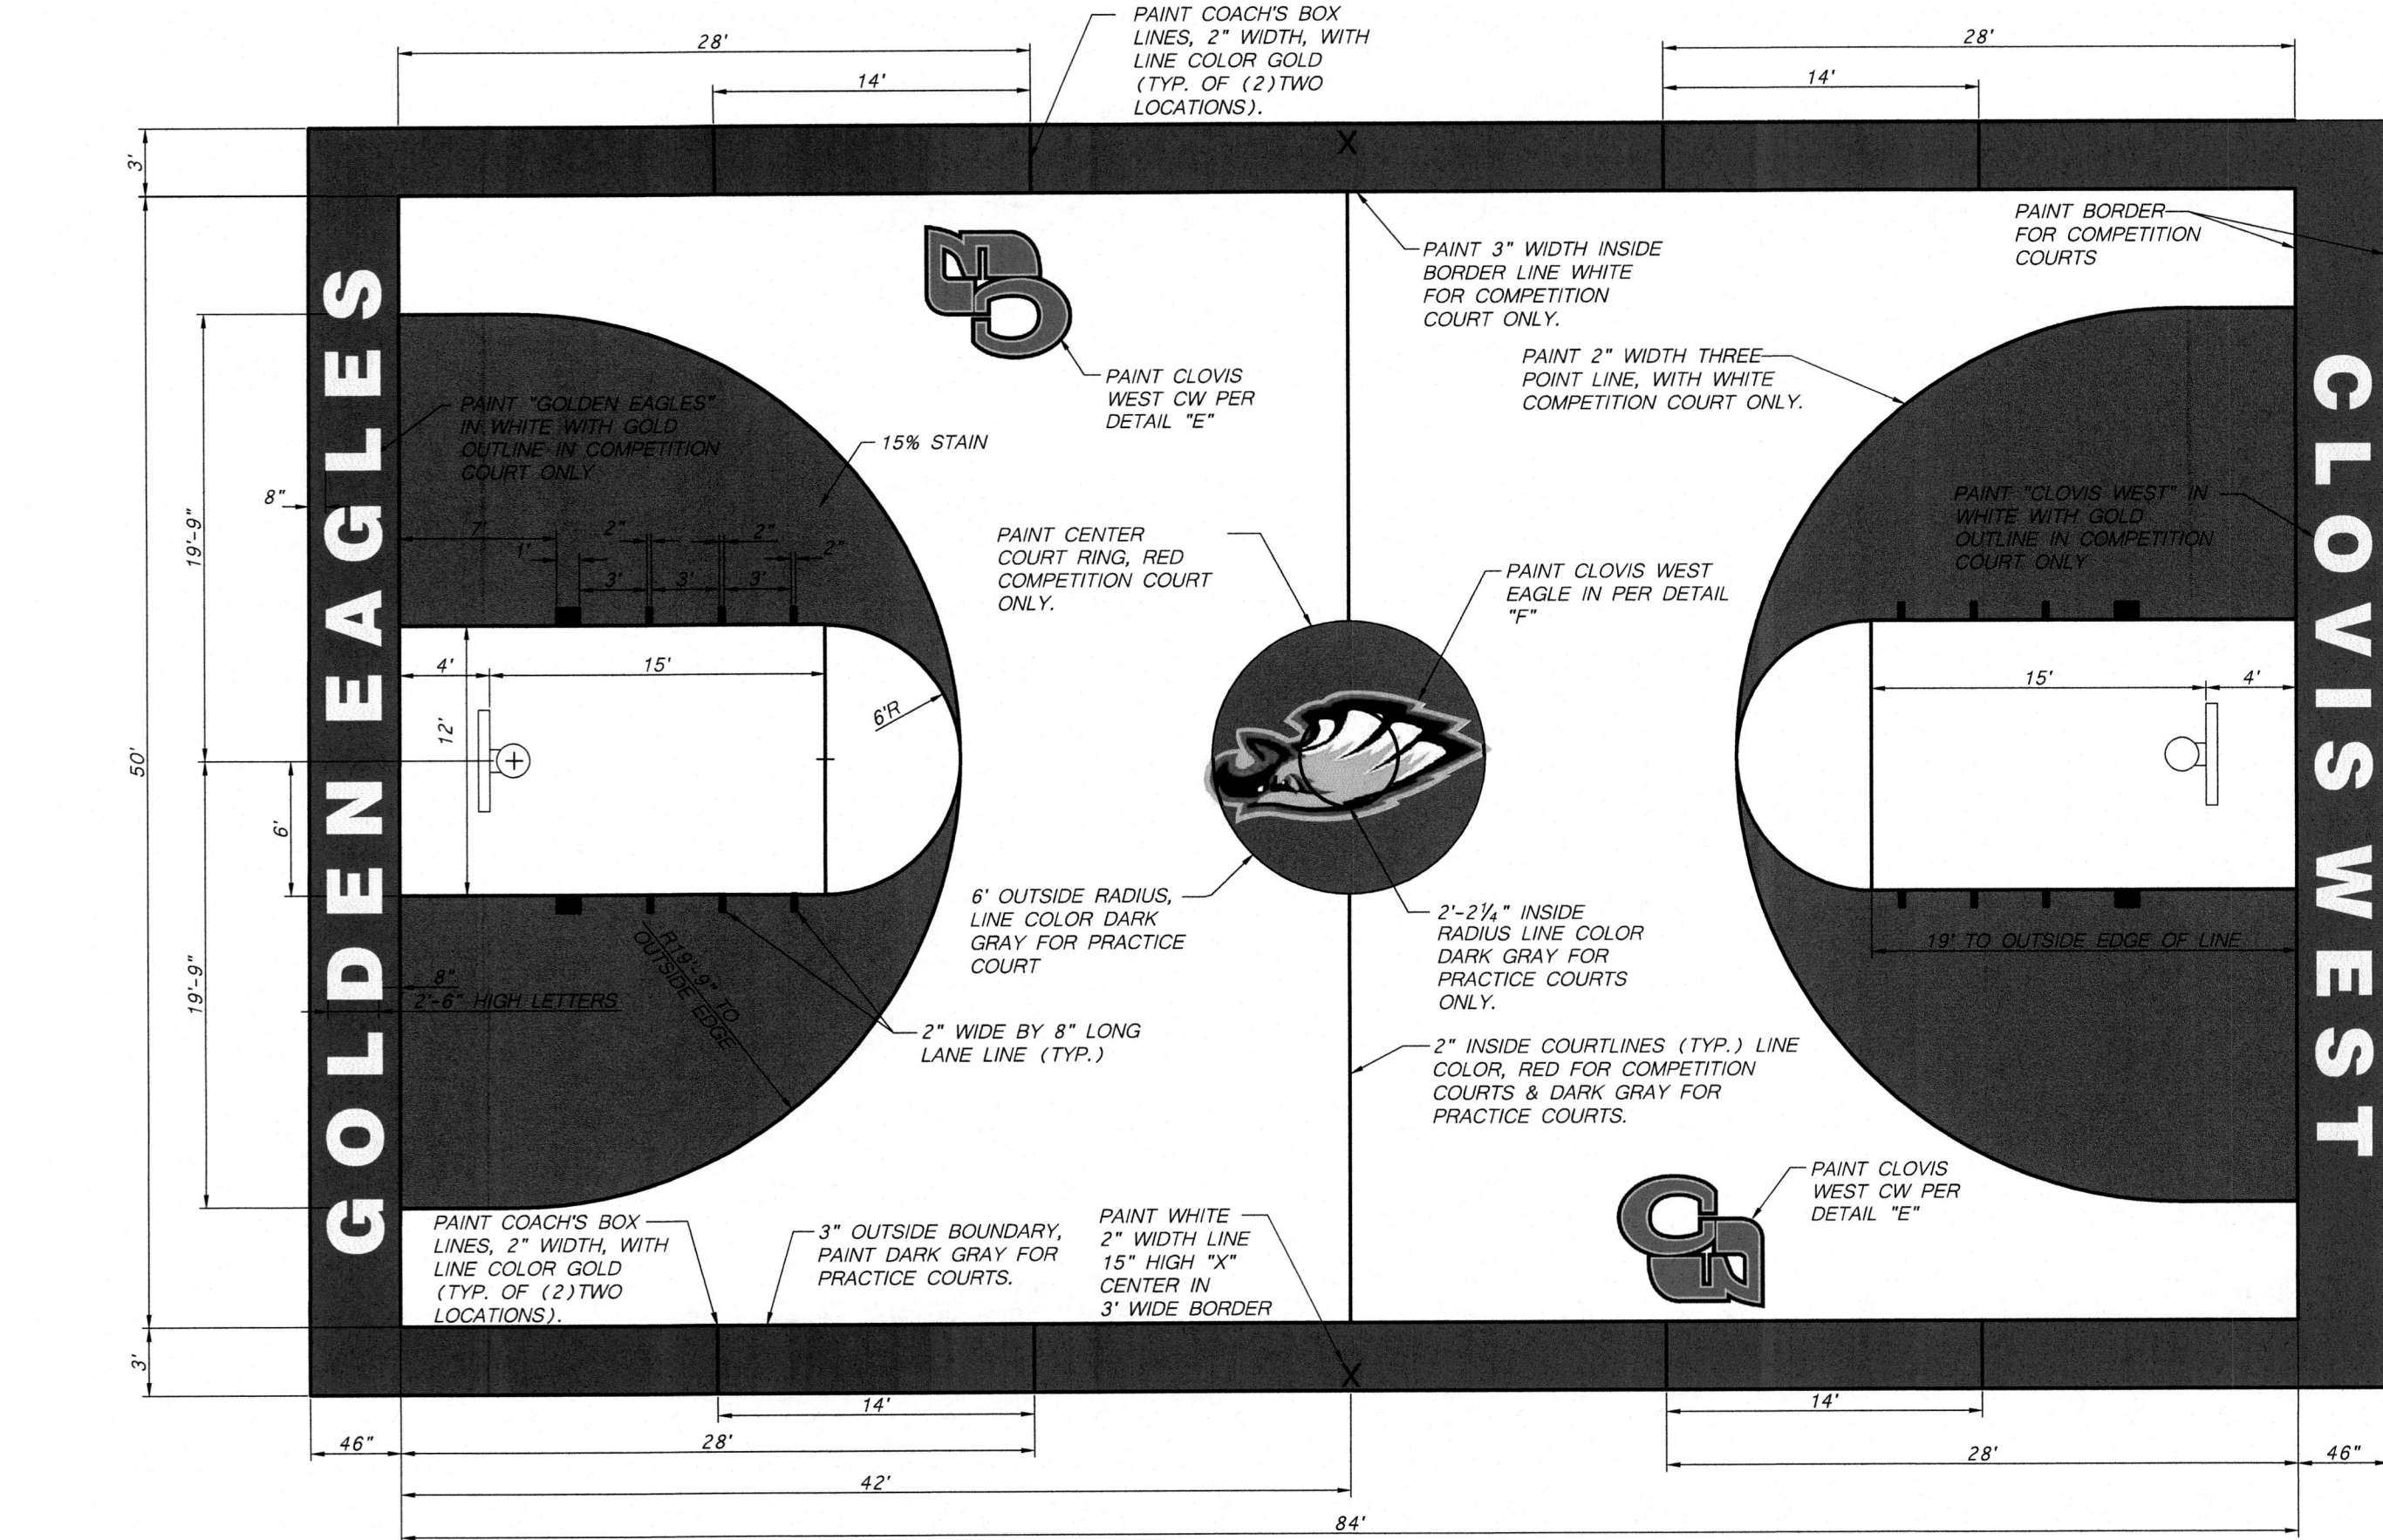 PAINT COACH'S BOX
LINES, 2" WIDTH, WITH
LINE COLOR GOLD
(TYP. OF (2)TWO
LOCATIONS).
28'
14'
28'
14'
3'
X
PAINT BORDER
FOR COMPETITION
COURTS
PAINT 3" WIDTH INSIDE
BORDER LINE WHITE
FOR COMPETITION
COURT ONLY.
PAINT 2" WIDTH THREE
POINT LINE, WITH WHITE
COMPETITION COURT ONLY.
PAINT CLOVIS
WEST CW PER
DETAIL "E"
PAINT "GOLDEN EAGLES"
IN WHITE WITH GOLD
OUTLINE IN COMPETITION
COURT ONLY
15% STAIN
8"
19'-9"
7'
1'
2"
2"
2"
3'
3'
3'
PAINT CENTER
COURT RING, RED
COMPETITION COURT
ONLY.
PAINT CLOVIS WEST
EAGLE IN PER DETAIL
"F"
PAINT "CLOVIS WEST" IN
WHITE WITH GOLD
OUTLINE IN COMPETITION
COURT ONLY
GOLDEN EAGLES
CLOVIS WEST
4'
15'
12'
6'R
15'
4'
50'
6'
19'-9"
6' OUTSIDE RADIUS,
LINE COLOR DARK
GRAY FOR PRACTICE
COURT
2'-2¼" INSIDE
RADIUS LINE COLOR
DARK GRAY FOR
PRACTICE COURTS
ONLY.
19' TO OUTSIDE EDGE OF LINE
8"
2'-6" HIGH LETTERS
R19'-9" TO
OUTSIDE EDGE
2" WIDE BY 8" LONG
LANE LINE (TYP.)
2" INSIDE COURTLINES (TYP.) LINE
COLOR, RED FOR COMPETITION
COURTS & DARK GRAY FOR
PRACTICE COURTS.
PAINT CLOVIS
WEST CW PER
DETAIL "E"
PAINT COACH'S BOX
LINES, 2" WIDTH, WITH
LINE COLOR GOLD
(TYP. OF (2)TWO
LOCATIONS).
3" OUTSIDE BOUNDARY,
PAINT DARK GRAY FOR
PRACTICE COURTS.
PAINT WHITE
2" WIDTH LINE
15" HIGH "X"
CENTER IN
3' WIDE BORDER
3'
X
14'
14'
46"
28'
28'
46"
42'
84'